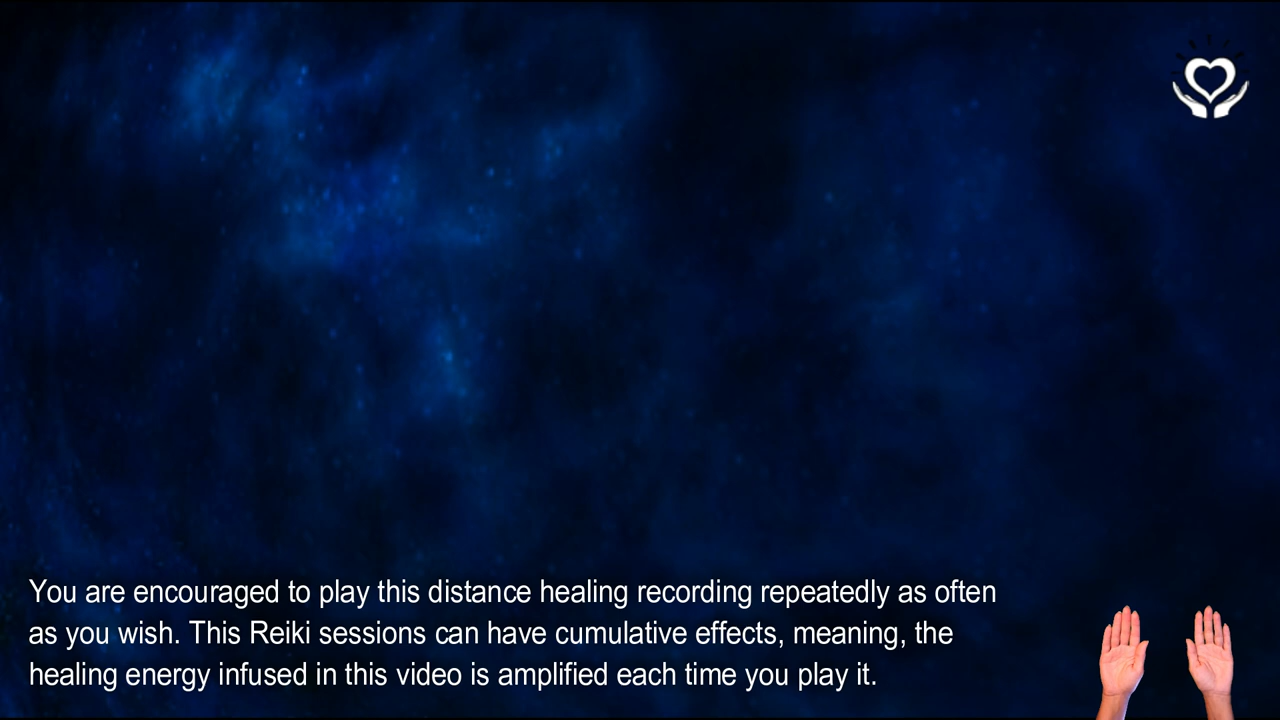 You are encouraged to play this distance healing recording repeatedly as often
as you wish. This Reiki sessions can have cumulative effects, meaning, the
healing energy infused in this video is amplified each time you play it.